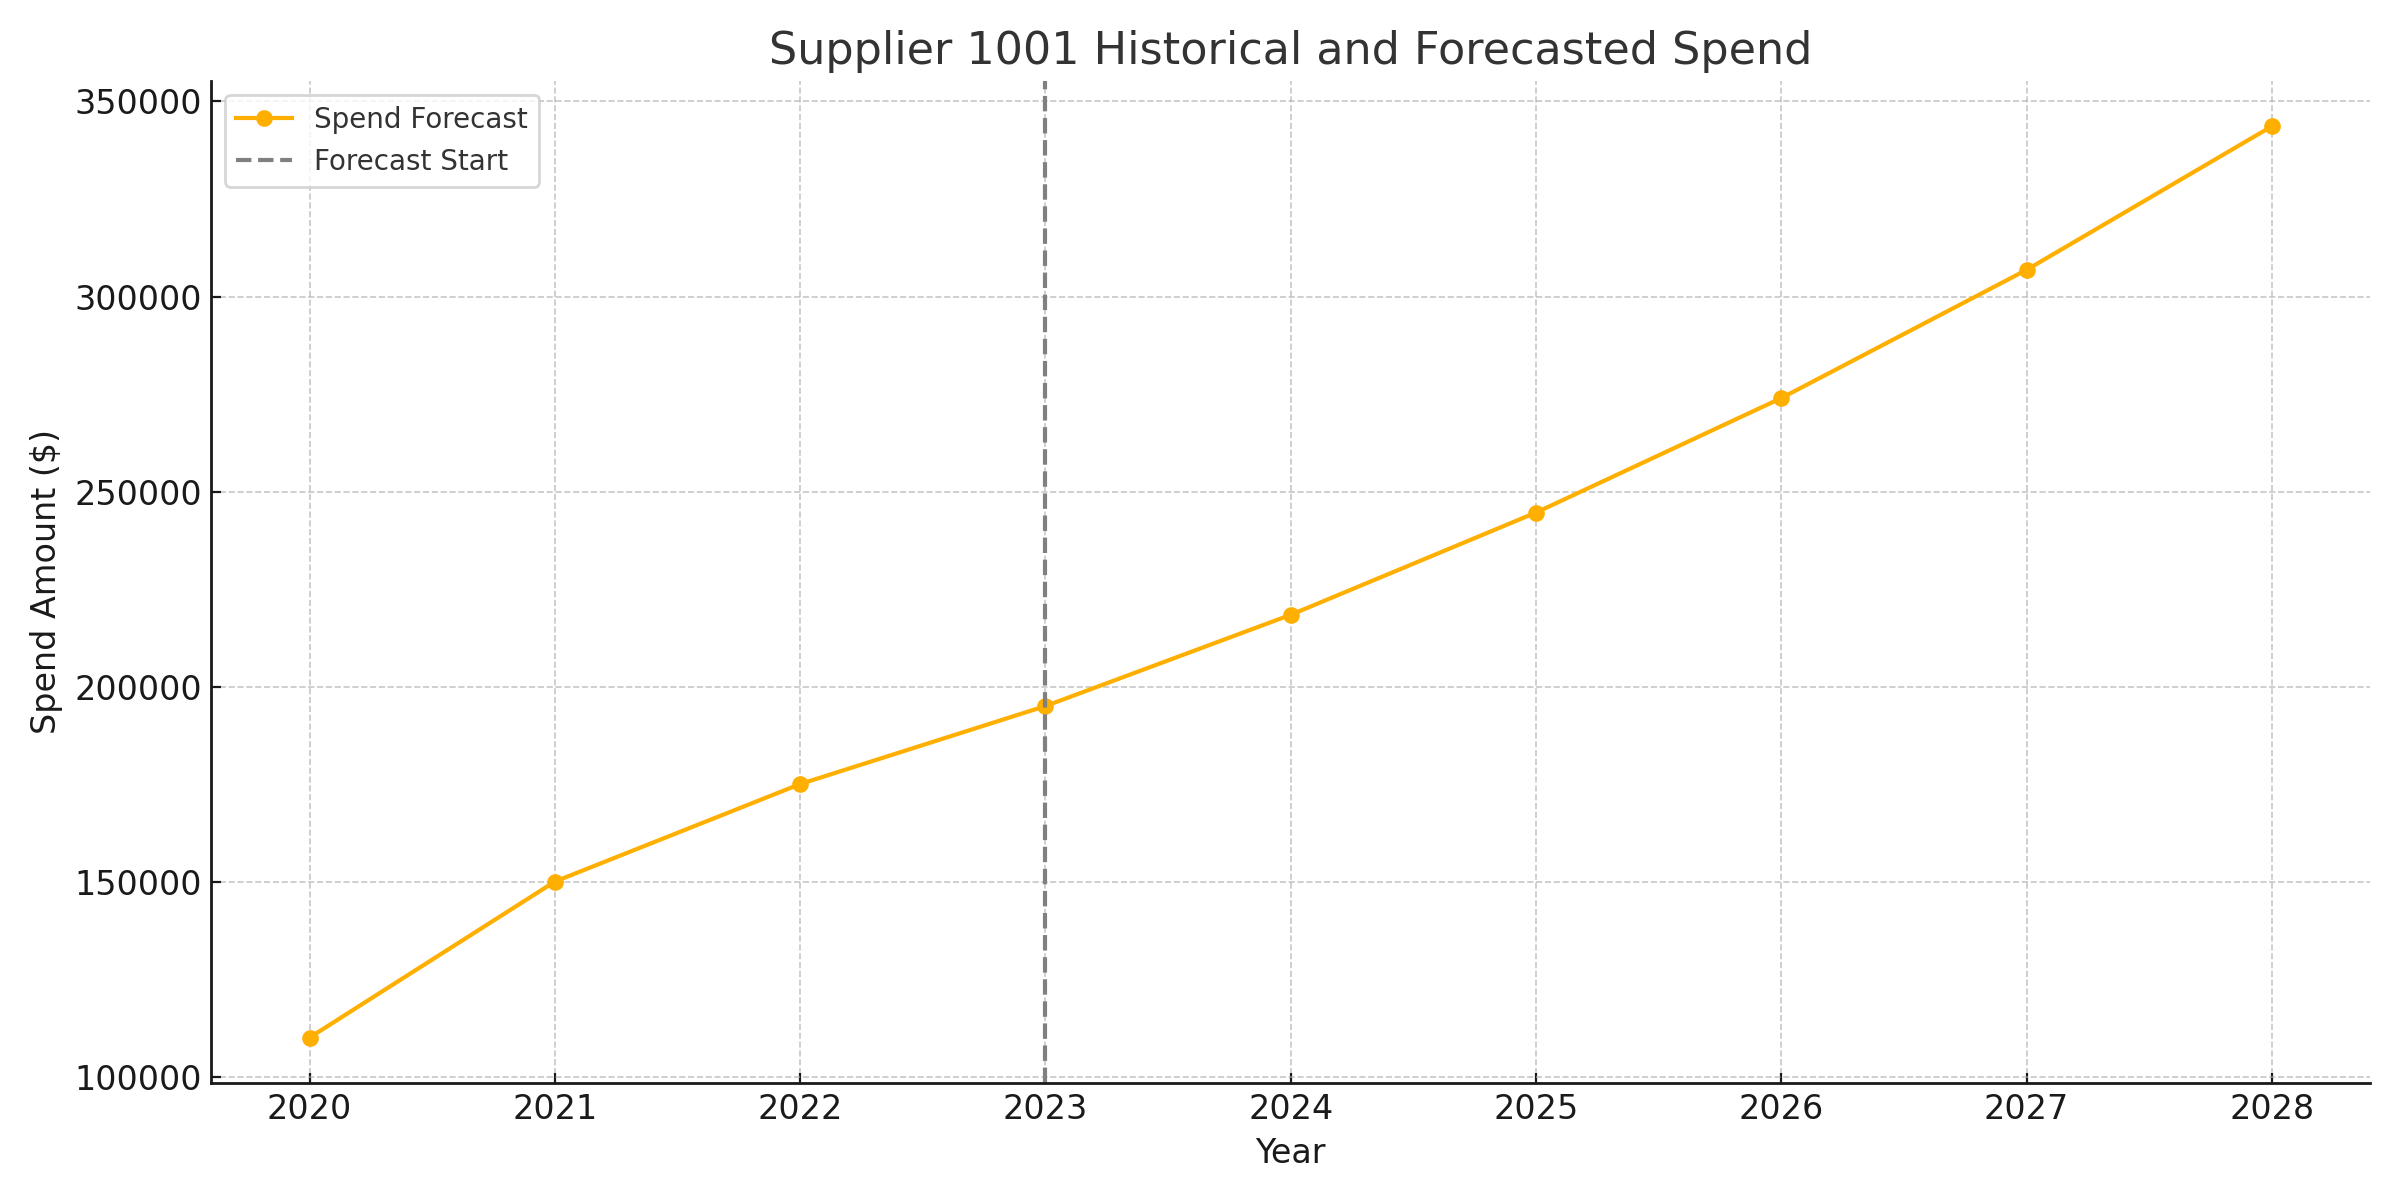 Supplier 1001 Historical and Forecasted Spend
Spend Forecast
Forecast Start
Spend Amount ($)
350000
300000
250000
200000
150000
100000
2020 2021 2022 2023 2024 2025 2026 2027 2028
Year